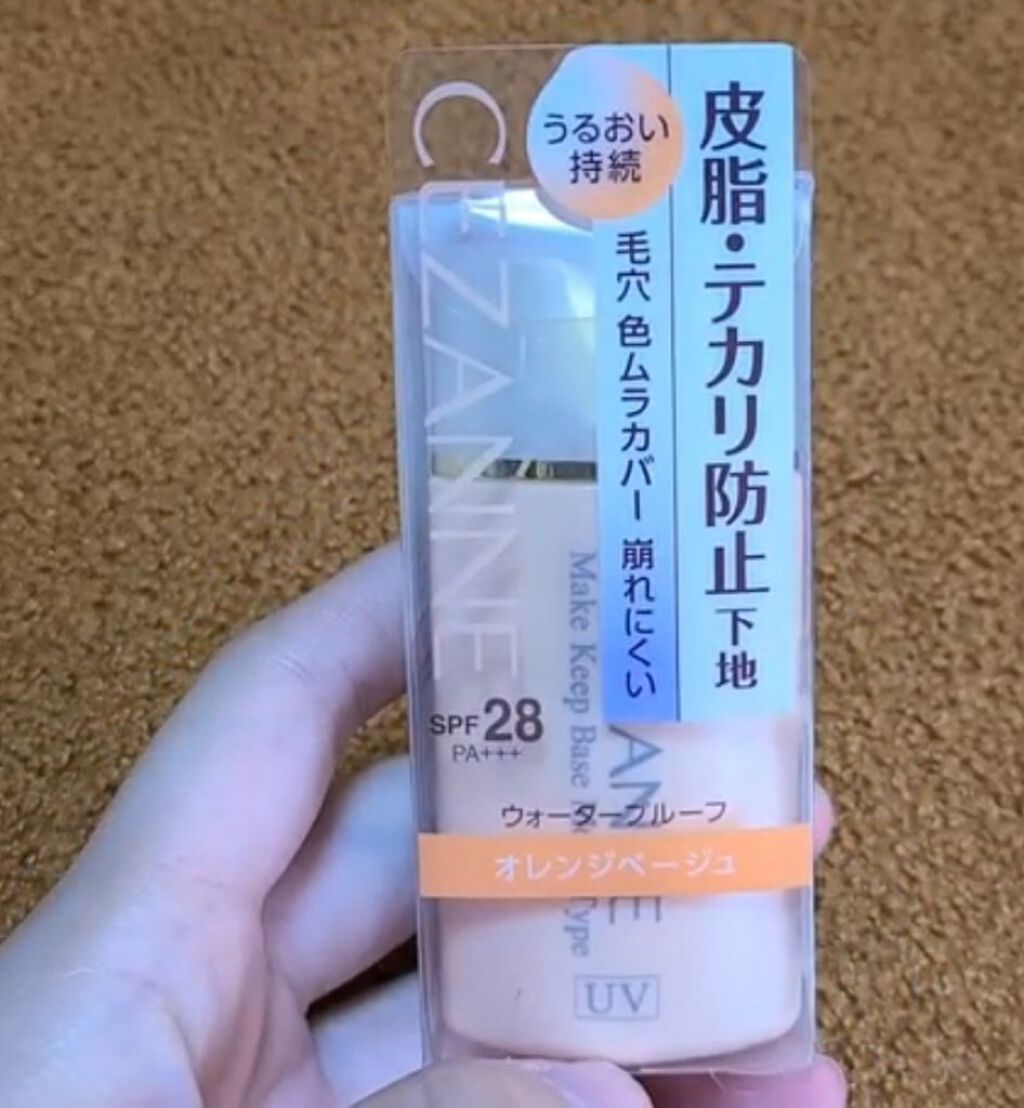 皮脂・テカリ防止下地
うるおい
持続
毛穴 色ムラカバー 崩れにくい
CEZANNE
SPF28
PA+++
Make Keep Base
Type
ANNE
ウォータープルーフ
オレンジベージュ
UV